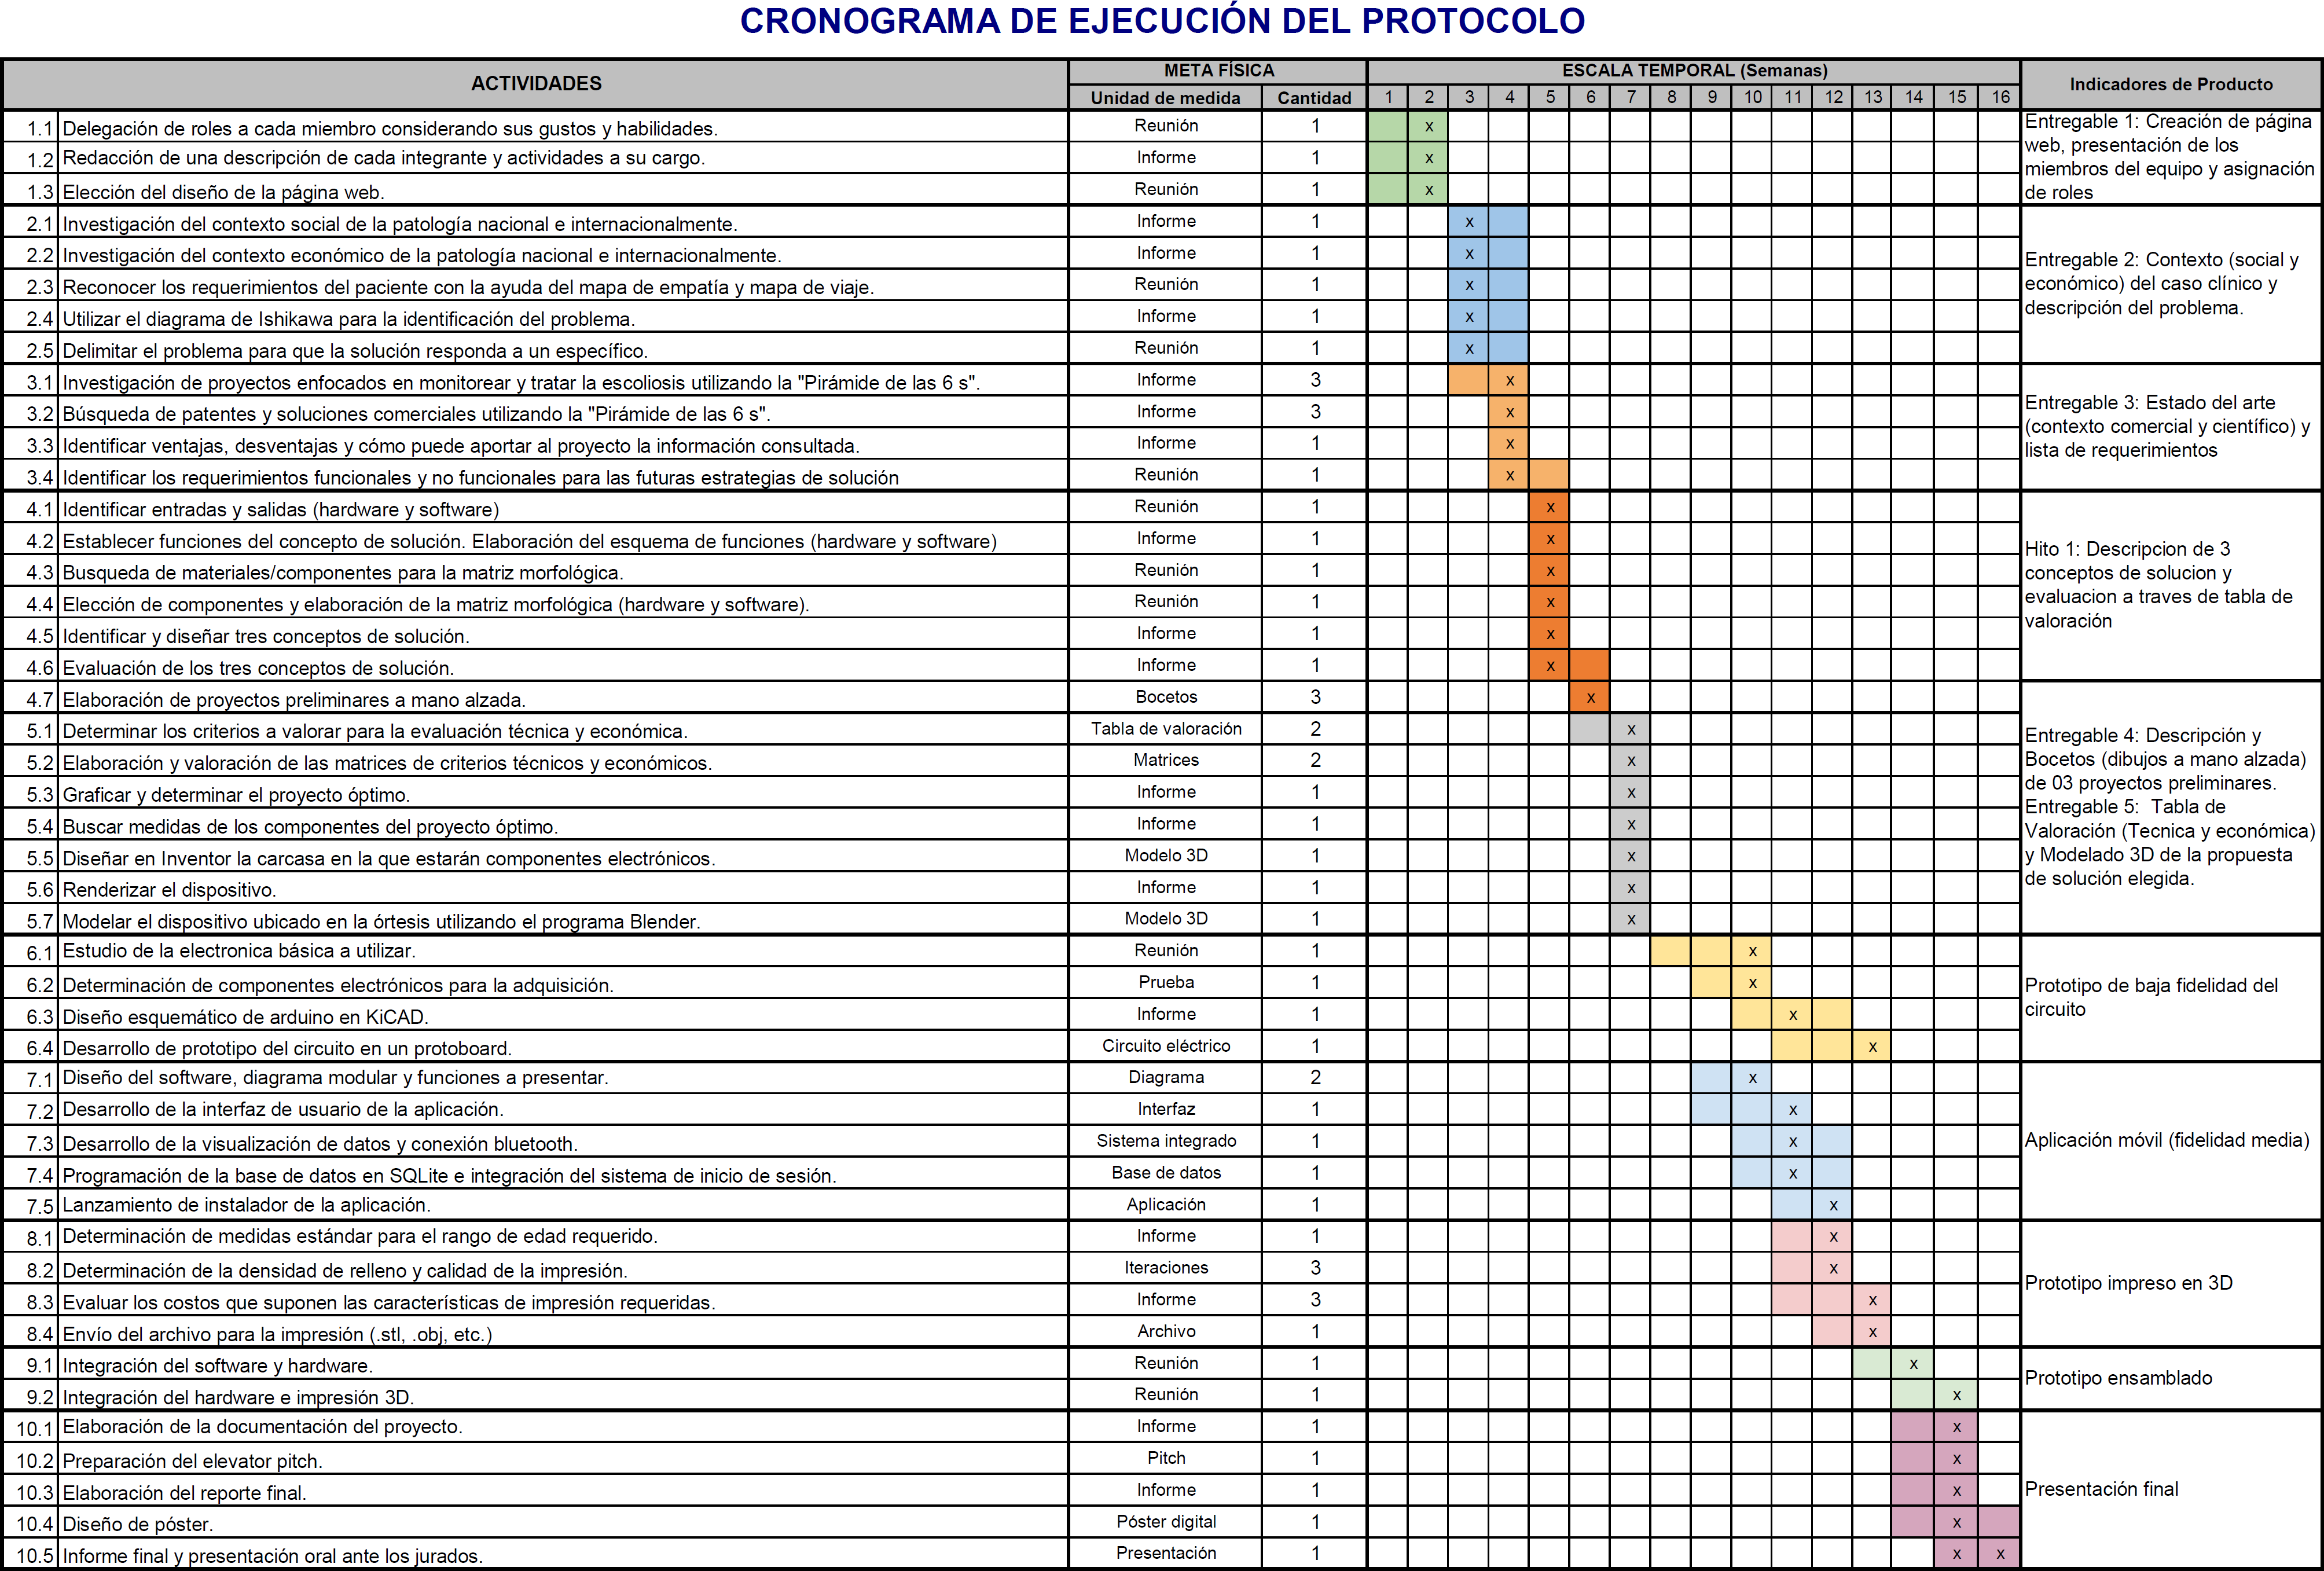 CRONOGRAMA DE EJECUCIÓN DEL PROTOCOLO
ACTIVIDADES META FÍSICA ESCALA TEMPORAL (Semanas) Indicadores de Producto
Unidad de medida Cantidad 1 2 3 4 5 6 7 8 9 10 11 12 13 14 15 16
1.1 Delegación de roles a cada miembro considerando sus gustos y habilidades. Reunión 1 x
1.2 Redacción de una descripción de cada integrante y actividades a su cargo. Informe 1 x
1.3 Elección del diseño de la página web. Reunión 1 x
Entregable 1: Creación de página
web, presentación de los
miembros del equipo y asignación
de roles
2.1 Investigación del contexto social de la patología nacional e internacionalmente. Informe 1 x
2.2 Investigación del contexto económico de la patología nacional e internacionalmente. Informe 1 x
2.3 Reconocer los requerimientos del paciente con la ayuda del mapa de empatía y mapa de viaje. Reunión 1 x
2.4 Utilizar el diagrama de Ishikawa para la identificación del problema. Informe 1 x
2.5 Delimitar el problema para que la solución responda a un específico. Reunión 1 x
Entregable 2: Contexto (social y
económico) del caso clínico y
descripción del problema.
3.1 Investigación de proyectos enfocados en monitorear y tratar la escoliosis utilizando la "Pirámide de las 6 s". Informe 3 x
3.2 Búsqueda de patentes y soluciones comerciales utilizando la "Pirámide de las 6 s". Informe 3 x
3.3 Identificar ventajas, desventajas y cómo puede aportar al proyecto la información consultada. Informe 1 x
3.4 Identificar los requerimientos funcionales y no funcionales para las futuras estrategias de solución Reunión 1 x
Entregable 3: Estado del arte
(contexto comercial y científico) y
lista de requerimientos
4.1 Identificar entradas y salidas (hardware y software) Reunión 1 x
4.2 Establecer funciones del concepto de solución. Elaboración del esquema de funciones (hardware y software) Informe 1 x
4.3 Busqueda de materiales/componentes para la matriz morfológica. Reunión 1 x
4.4 Elección de componentes y elaboración de la matriz morfológica (hardware y software). Reunión 1 x
4.5 Identificar y diseñar tres conceptos de solución. Informe 1 x
4.6 Evaluación de los tres conceptos de solución. Informe 1 x
Hito 1: Descripcion de 3
conceptos de solucion y
evaluacion a traves de tabla de
valoración
4.7 Elaboración de proyectos preliminares a mano alzada. Bocetos 3 x
5.1 Determinar los criterios a valorar para la evaluación técnica y económica. Tabla de valoración 2 x
5.2 Elaboración y valoración de las matrices de criterios técnicos y económicos. Matrices 2 x
5.3 Graficar y determinar el proyecto óptimo. Informe 1 x
5.4 Buscar medidas de los componentes del proyecto óptimo. Informe 1 x
5.5 Diseñar en Inventor la carcasa en la que estarán componentes electrónicos. Modelo 3D 1 x
5.6 Renderizar el dispositivo. Informe 1 x
5.7 Modelar el dispositivo ubicado en la órtesis utilizando el programa Blender. Modelo 3D 1 x
Entregable 4: Descripción y
Bocetos (dibujos a mano alzada)
de 03 proyectos preliminares.
Entregable 5: Tabla de
Valoración (Tecnica y económica)
y Modelado 3D de la propuesta
de solución elegida.
6.1 Estudio de la electronica básica a utilizar. Reunión 1 x
6.2 Determinación de componentes electrónicos para la adquisición. Prueba 1 x
6.3 Diseño esquemático de arduino en KiCAD. Informe 1 x
6.4 Desarrollo de prototipo del circuito en un protoboard. Circuito eléctrico 1 x
Prototipo de baja fidelidad del
circuito
7.1 Diseño del software, diagrama modular y funciones a presentar. Diagrama 2 x
7.2 Desarrollo de la interfaz de usuario de la aplicación. Interfaz 1 x
7.3 Desarrollo de la visualización de datos y conexión bluetooth. Sistema integrado 1 x
7.4 Programación de la base de datos en SQLite e integración del sistema de inicio de sesión. Base de datos 1 x
7.5 Lanzamiento de instalador de la aplicación. Aplicación 1 x
Aplicación móvil (fidelidad media)
8.1 Determinación de medidas estándar para el rango de edad requerido. Informe 1 x
8.2 Determinación de la densidad de relleno y calidad de la impresión. Iteraciones 3 x
8.3 Evaluar los costos que suponen las características de impresión requeridas. Informe 3 x
8.4 Envío del archivo para la impresión (.stl, .obj, etc.) Archivo 1 x
Prototipo impreso en 3D
9.1 Integración del software y hardware. Reunión 1 x
9.2 Integración del hardware e impresión 3D. Reunión 1 x
Prototipo ensamblado
10.1 Elaboración de la documentación del proyecto. Informe 1 x
10.2 Preparación del elevator pitch. Pitch 1 x
10.3 Elaboración del reporte final. Informe 1 x
10.4 Diseño de póster. Póster digital 1 x
10.5 Informe final y presentación oral ante los jurados. Presentación 1 x x
Presentación final